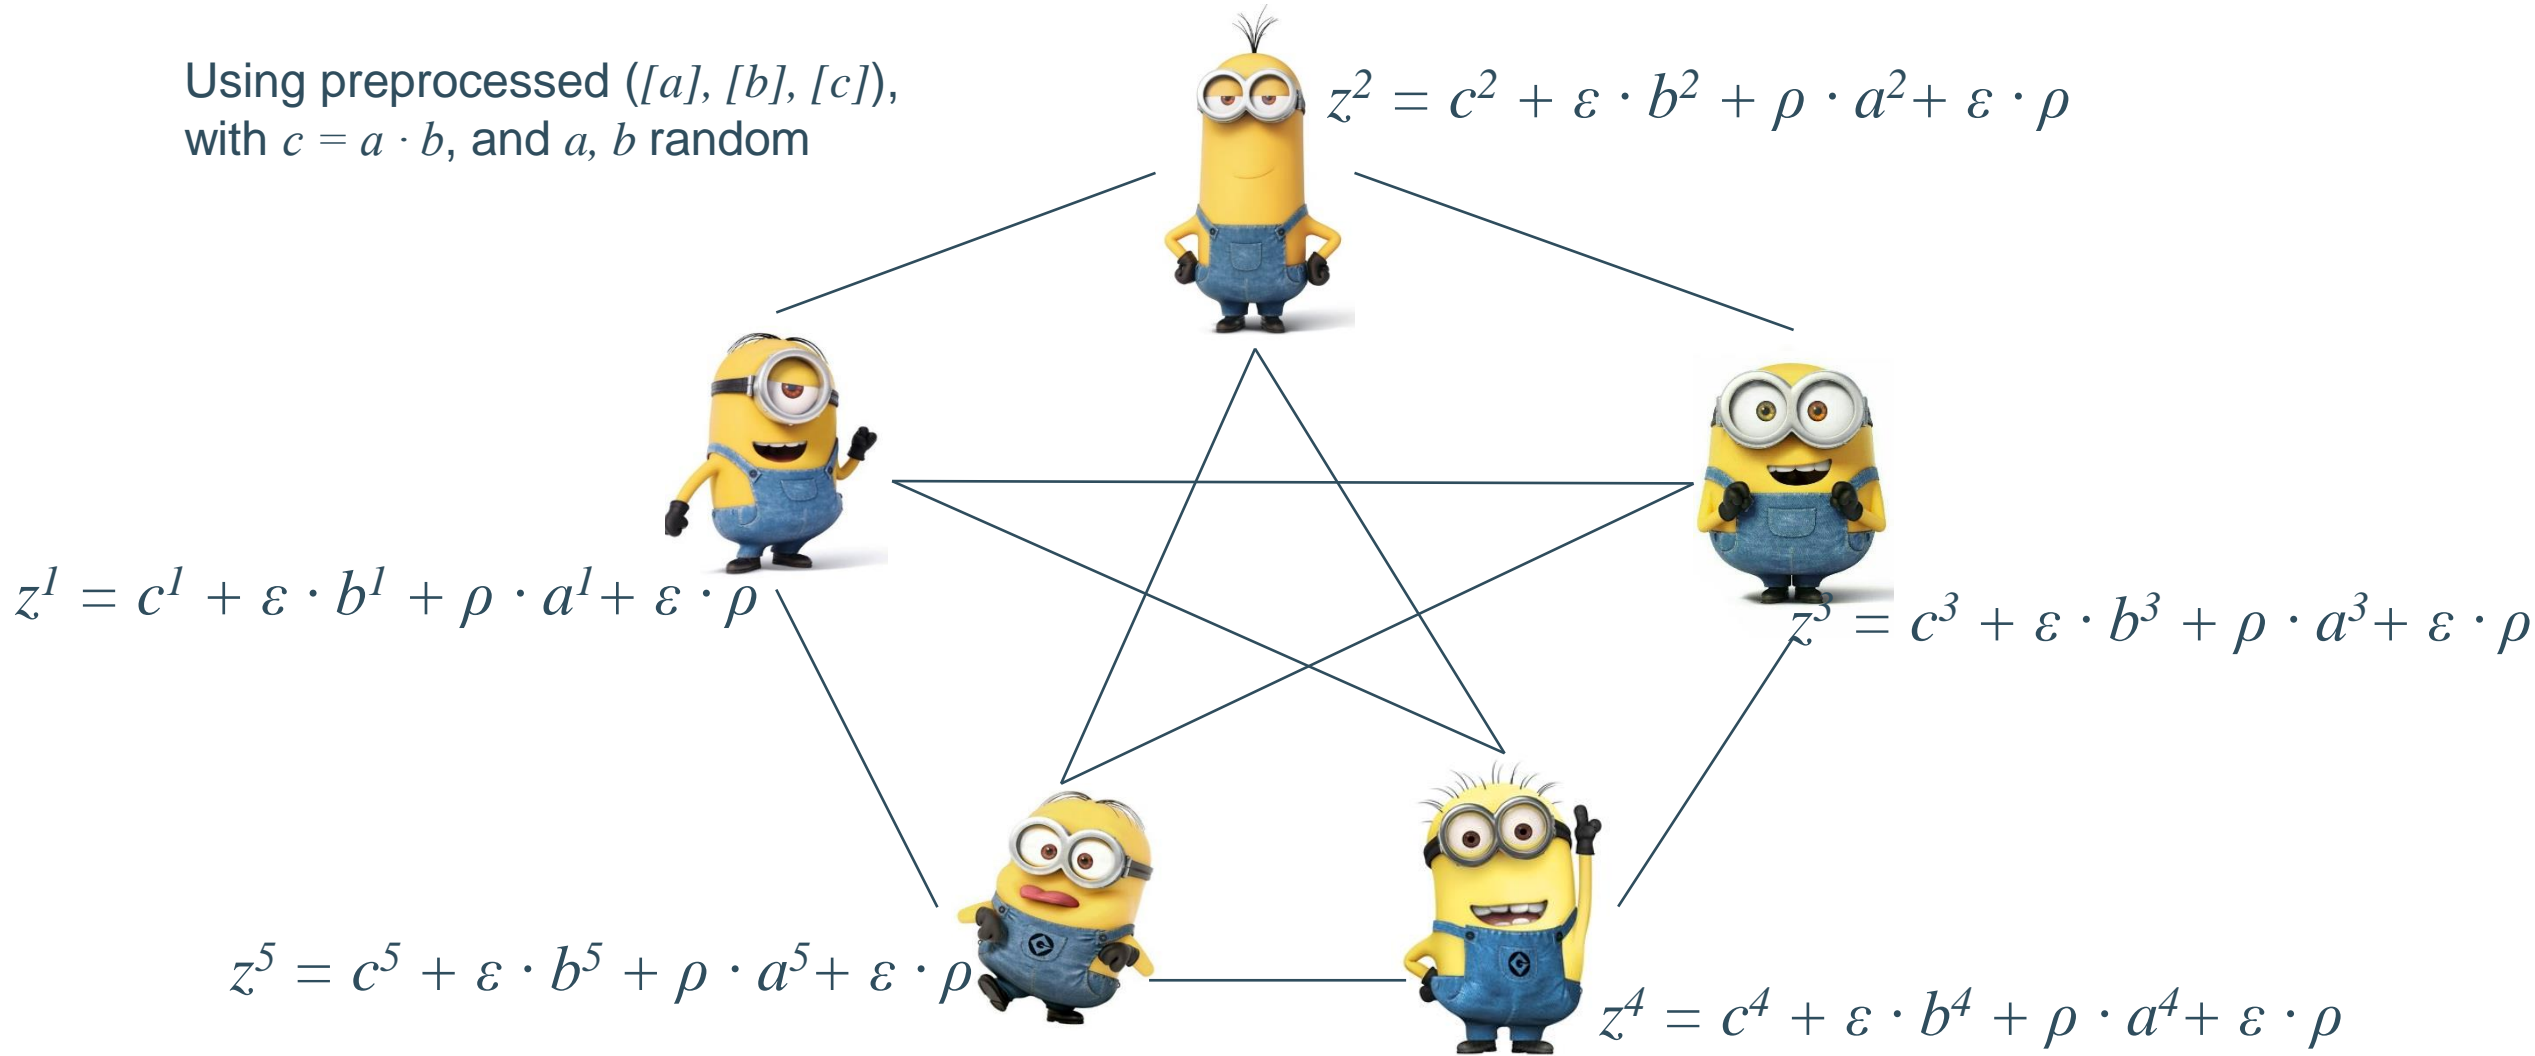 Using preprocessed ([a], [b], [c]),
with c = a · b, and a, b random
z² = c² + ε · b² + ρ · a²+ ε · ρ
z¹ = c¹ + ε · b¹ + ρ · a¹+ ε · ρ
z³ = c³ + ε · b³ + ρ · a³+ ε · ρ
z⁵ = c⁵ + ε · b⁵ + ρ · a⁵+ ε · ρ
z⁴ = c⁴ + ε · b⁴ + ρ · a⁴+ ε · ρ